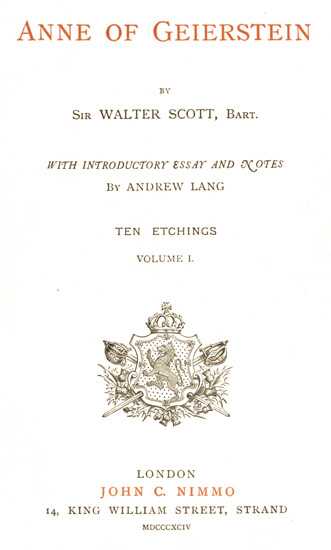 ANNE OF GEIERSTEIN
BY
SIR WALTER SCOTT, BART.
WITH INTRODUCTORY ESSAY AND NOTES
BY ANDREW LANG
TEN ETCHINGS
VOLUME I.
LONDON
JOHN C. NIMMO
14, KING WILLIAM STREET, STRAND
MDCCCXCIV